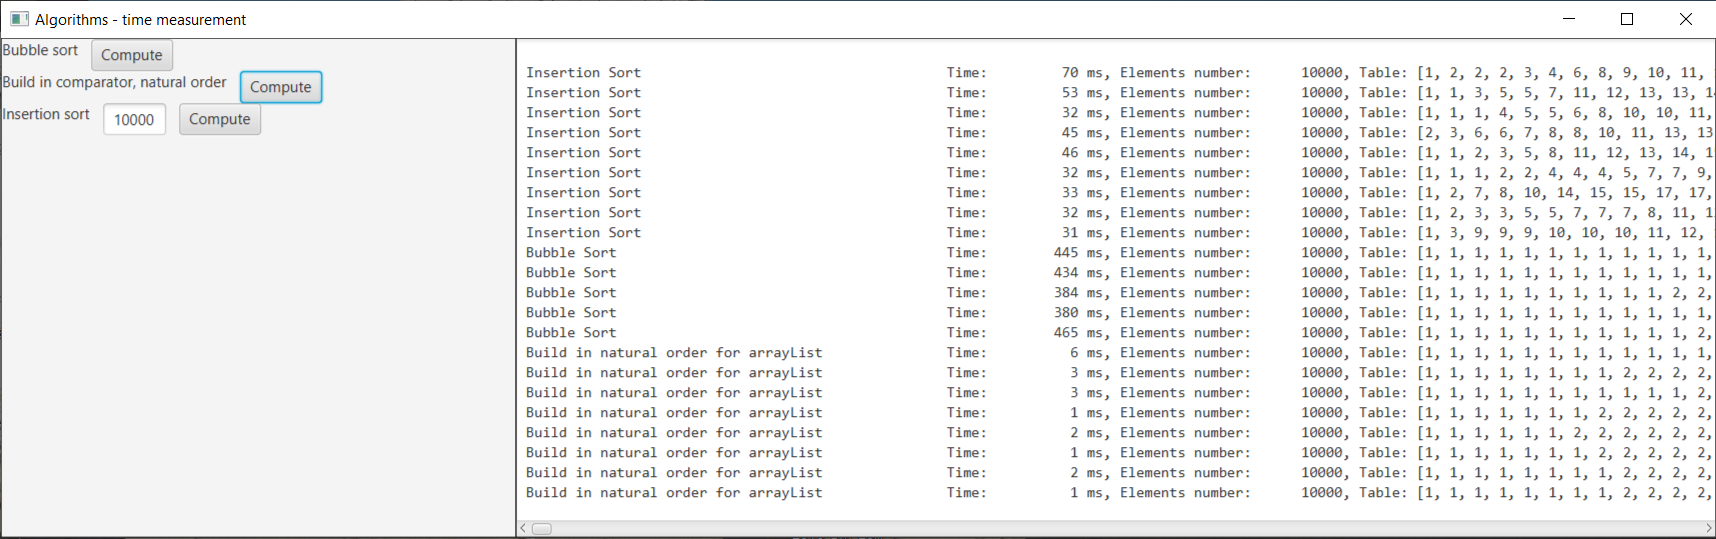 Algorithms - time measurement
Bubble sort Compute
Build in comparator, natural order Compute
Insertion sort 10000 Compute
Insertion Sort Time: 70 ms, Elements number: 10000, Table: [1, 2, 2, 2, 3, 4, 6, 8, 9, 10, 11,
Insertion Sort Time: 53 ms, Elements number: 10000, Table: [1, 1, 3, 5, 5, 7, 11, 12, 13, 13,
Insertion Sort Time: 32 ms, Elements number: 10000, Table: [1, 1, 1, 4, 5, 5, 6, 8, 10, 10, 11,
Insertion Sort Time: 45 ms, Elements number: 10000, Table: [2, 3, 6, 6, 7, 8, 8, 10, 11, 13, 13
Insertion Sort Time: 46 ms, Elements number: 10000, Table: [1, 1, 2, 3, 5, 8, 11, 12, 13, 14,
Insertion Sort Time: 32 ms, Elements number: 10000, Table: [1, 1, 1, 2, 2, 4, 4, 4, 5, 7, 7, 9,
Insertion Sort Time: 33 ms, Elements number: 10000, Table: [1, 2, 7, 8, 10, 14, 15, 15, 17, 17,
Insertion Sort Time: 32 ms, Elements number: 10000, Table: [1, 2, 3, 3, 5, 5, 7, 7, 7, 8, 11,
Insertion Sort Time: 31 ms, Elements number: 10000, Table: [1, 3, 9, 9, 9, 10, 10, 10, 11, 12,
Bubble Sort Time: 445 ms, Elements number: 10000, Table: [1, 1, 1, 1, 1, 1, 1, 1, 1, 1, 1, 1,
Bubble Sort Time: 434 ms, Elements number: 10000, Table: [1, 1, 1, 1, 1, 1, 1, 1, 1, 1, 1, 1,
Bubble Sort Time: 384 ms, Elements number: 10000, Table: [1, 1, 1, 1, 1, 1, 1, 1, 1, 1, 2, 2,
Bubble Sort Time: 380 ms, Elements number: 10000, Table: [1, 1, 1, 1, 1, 1, 1, 1, 1, 1, 1, 1,
Bubble Sort Time: 465 ms, Elements number: 10000, Table: [1, 1, 1, 1, 1, 1, 1, 1, 1, 1, 1, 2,
Build in natural order for arrayList Time: 6 ms, Elements number: 10000, Table: [1, 1, 1, 1, 1, 1, 1, 1, 1, 1, 1, 1,
Build in natural order for arrayList Time: 3 ms, Elements number: 10000, Table: [1, 1, 1, 1, 1, 1, 1, 1, 2, 2, 2, 2,
Build in natural order for arrayList Time: 3 ms, Elements number: 10000, Table: [1, 1, 1, 1, 1, 1, 1, 1, 1, 1, 1, 2,
Build in natural order for arrayList Time: 1 ms, Elements number: 10000, Table: [1, 1, 1, 1, 1, 1, 1, 2, 2, 2, 2, 2,
Build in natural order for arrayList Time: 2 ms, Elements number: 10000, Table: [1, 1, 1, 1, 1, 1, 2, 2, 2, 2, 2, 2,
Build in natural order for arrayList Time: 1 ms, Elements number: 10000, Table: [1, 1, 1, 1, 1, 1, 1, 2, 2, 2, 2, 2,
Build in natural order for arrayList Time: 2 ms, Elements number: 10000, Table: [1, 1, 1, 1, 1, 1, 1, 1, 2, 2, 2, 2,
Build in natural order for arrayList Time: 1 ms, Elements number: 10000, Table: [1, 1, 1, 1, 1, 1, 1, 1, 2, 2, 2, 2,